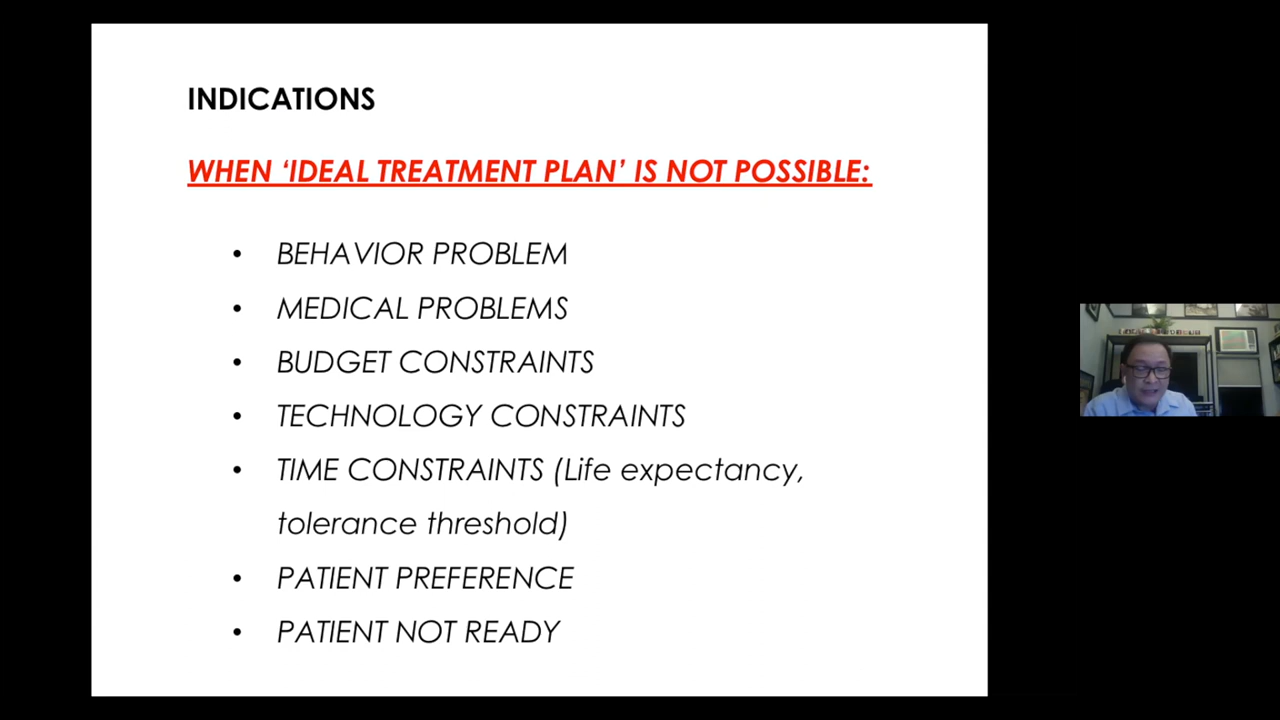 INDICATIONS
WHEN ‘IDEAL TREATMENT PLAN’ IS NOT POSSIBLE:
• BEHAVIOR PROBLEM
• MEDICAL PROBLEMS
• BUDGET CONSTRAINTS
• TECHNOLOGY CONSTRAINTS
• TIME CONSTRAINTS (Life expectancy,
tolerance threshold)
• PATIENT PREFERENCE
• PATIENT NOT READY